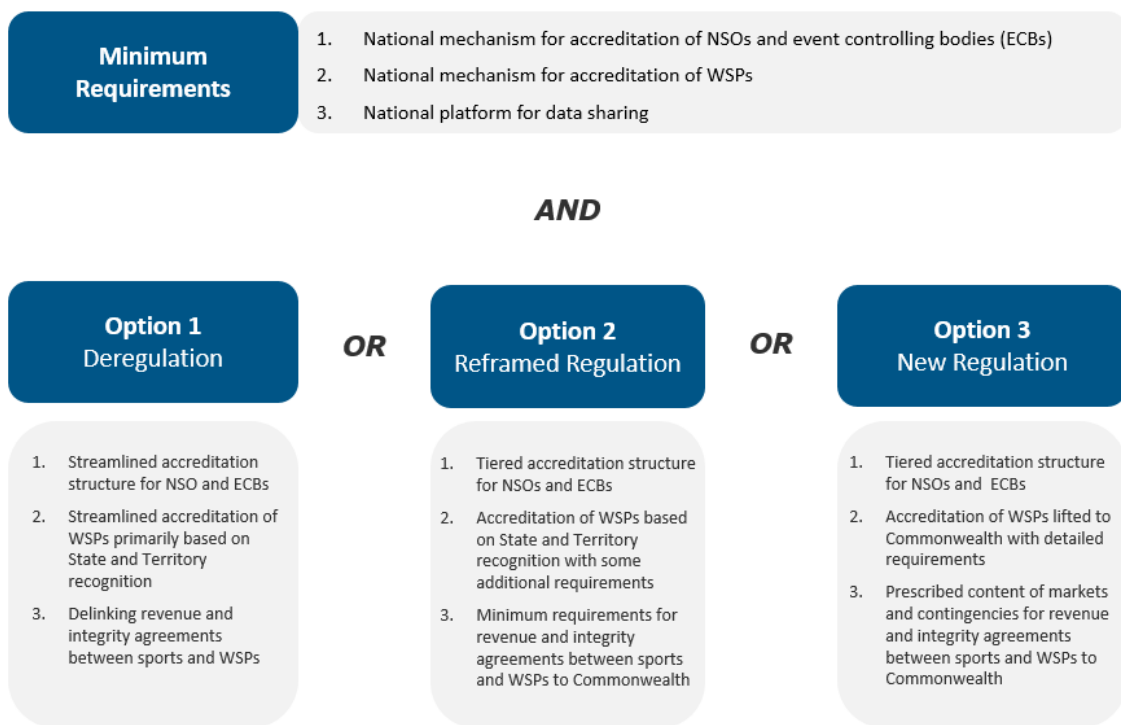 Minimum
Requirements
1. National mechanism for accreditation of NSOs and event controlling bodies (ECBs)
2. National mechanism for accreditation of WSPs
3. National platform for data sharing
AND
Option 1
Deregulation
OR
Option 2
Reframed Regulation
OR
Option 3
New Regulation
1. Streamlined accreditation
structure for NSO and ECBs
2. Streamlined accreditation of
WSPs primarily based on
State and Territory
recognition
3. Delinking revenue and
integrity agreements
between sports and WSPs
1. Tiered accreditation structure
for NSOs and ECBs
2. Accreditation of WSPs based
on State and Territory
recognition with some
additional requirements
3. Minimum requirements for
revenue and integrity
agreements between sports
and WSPs to Commonwealth
1. Tiered accreditation structure
for NSOs and ECBs
2. Accreditation of WSPs lifted to
Commonwealth with detailed
requirements
3. Prescribed content of markets
and contingencies for revenue
and integrity agreements
between sports and WSPs to
Commonwealth